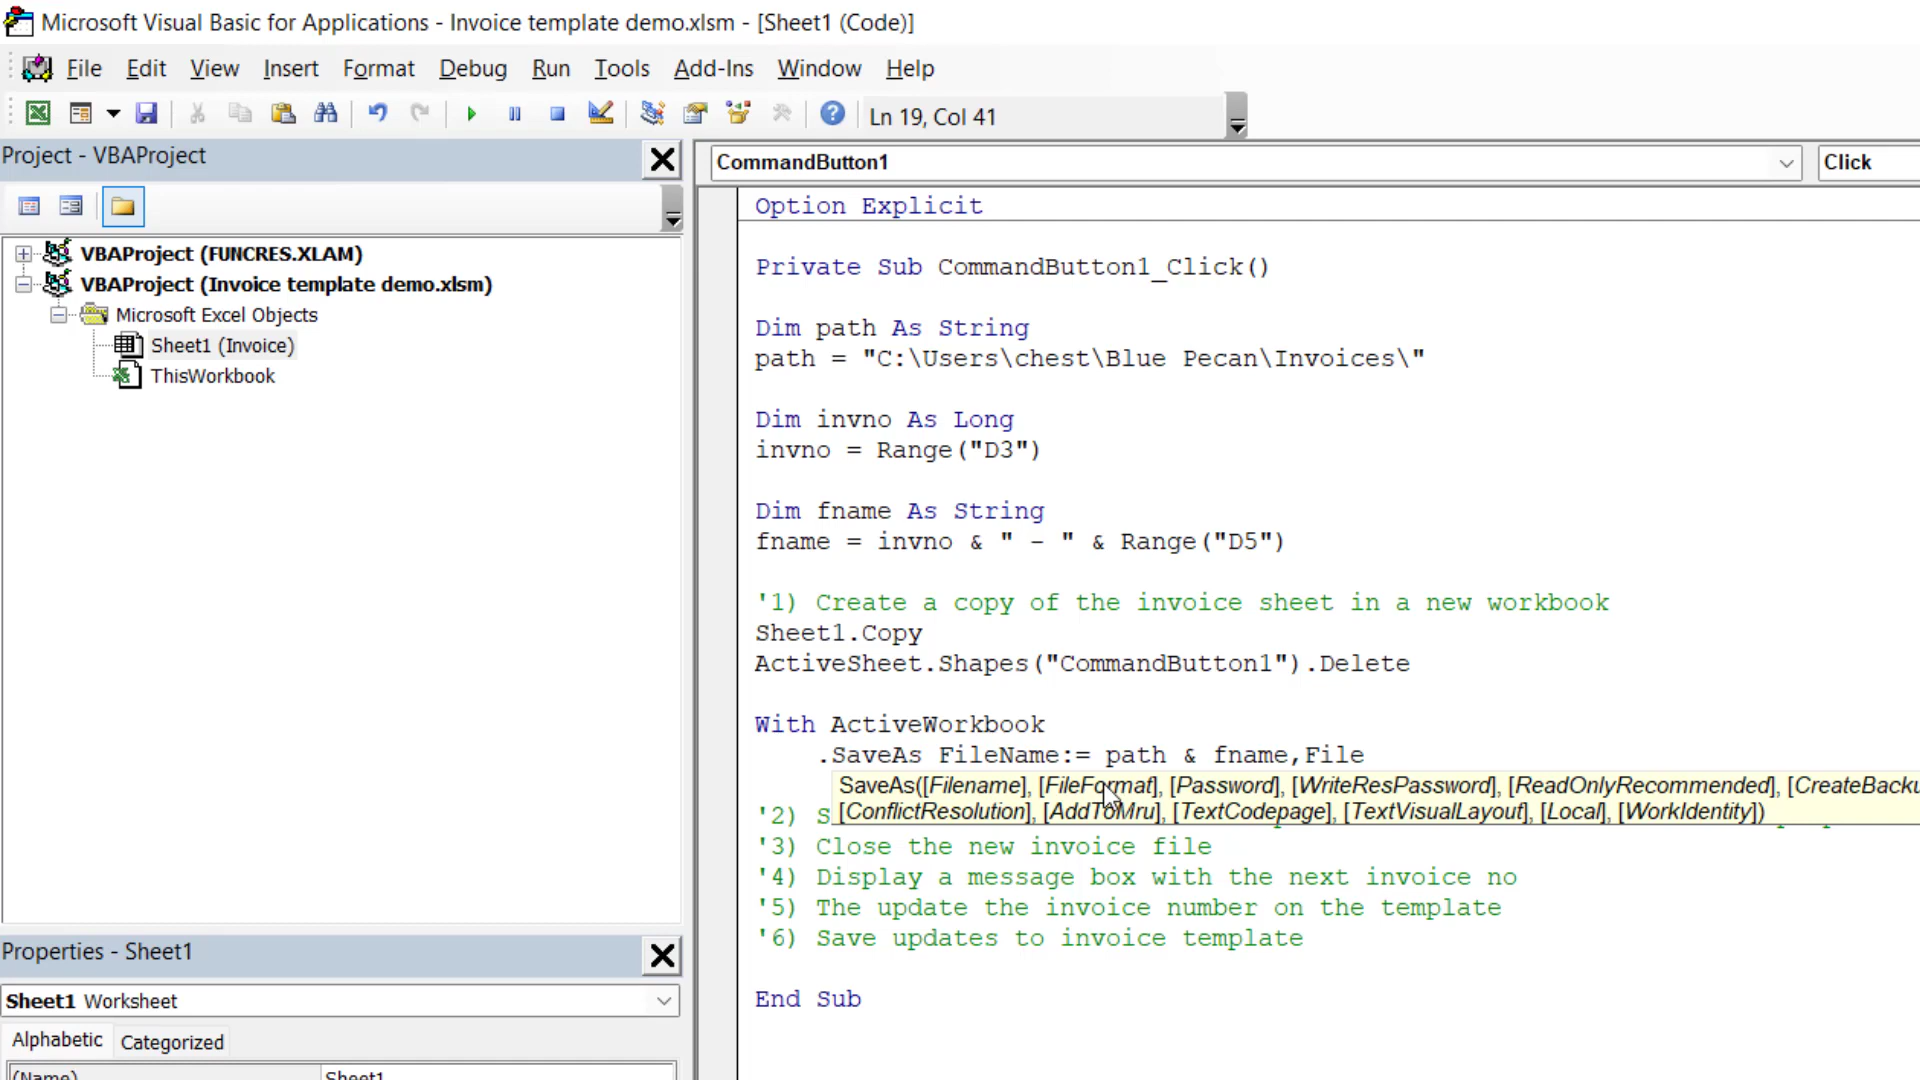 Microsoft Visual Basic for Applications - Invoice template demo.xlsm - [Sheet1 (Code)]
File Edit View Insert Format Debug Run Tools Add-Ins Window Help
Ln 19, Col 41
Project - VBAProject
CommandButton1
Click
VBAProject (FUNCRES.XLAM)
VBAProject (Invoice template demo.xlsm)
Microsoft Excel Objects
Sheet1 (Invoice)
ThisWorkbook
Properties - Sheet1
Sheet1 Worksheet
Alphabetic Categorized
(Name) Sheet1
Option Explicit
Private Sub CommandButton1_Click()
Dim path As String
path = "C:\Users\chest\Blue Pecan\Invoices\"
Dim invno As Long
invno = Range("D3")
Dim fname As String
fname = invno & " - " & Range("D5")
'1) Create a copy of the invoice sheet in a new workbook
Sheet1.Copy
ActiveSheet.Shapes("CommandButton1").Delete
With ActiveWorkbook
.SaveAs FileName:= path & fname,File
SaveAs([Filename], [FileFormat], [Password], [WriteResPassword], [ReadOnlyRecommended], [CreateBacku
[ConflictResolution], [AddToMru], [TextCodepage], [TextVisualLayout], [Local], [WorkIdentity])
'2) S
'3) Close the new invoice file
'4) Display a message box with the next invoice no
'5) The update the invoice number on the template
'6) Save updates to invoice template
End Sub